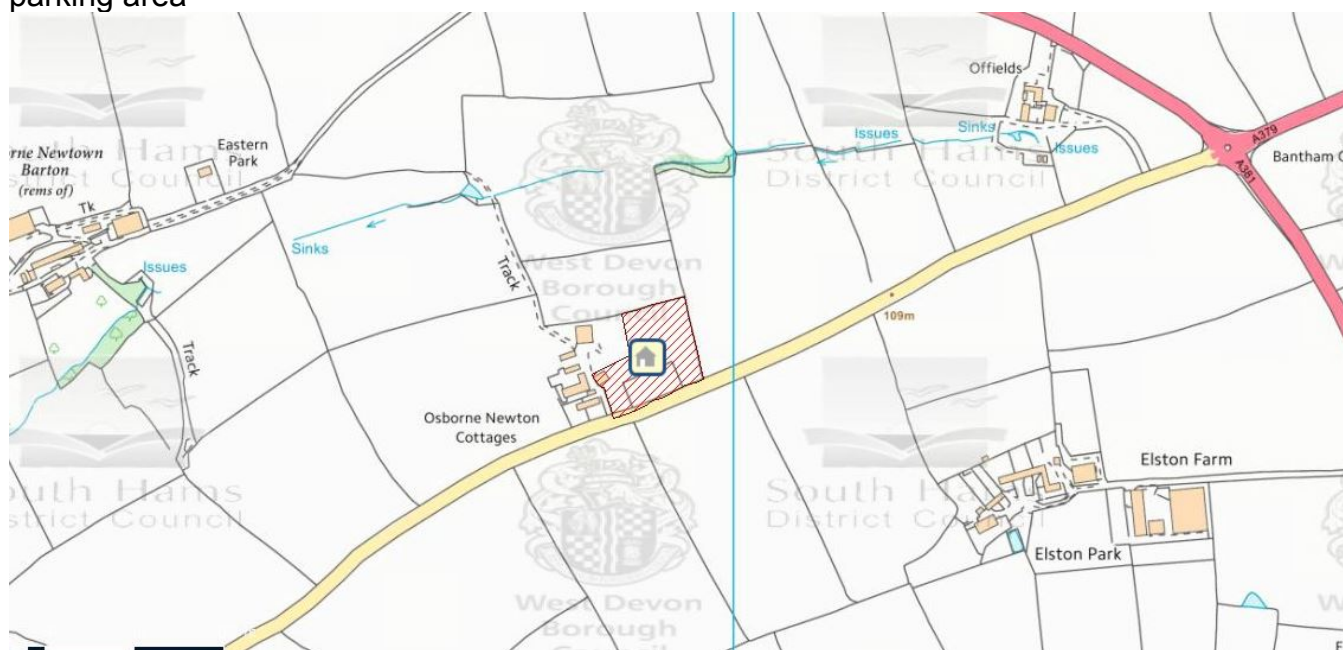 parking area
Offields
Issues
Sinks
Issues
A379
A381
Bantham
Eastern
Park
rne Newtown
Barton
(rems of)
Tk
Issues
Sinks
Track
Track
109m
Osborne Newton
Cottages
Elston Farm
Elston Park
South Hams
District Council
West Devon
Borough
Council
South Hams
District Council
South Hams
District Council
West Devon
Borough
South Hams
District Council